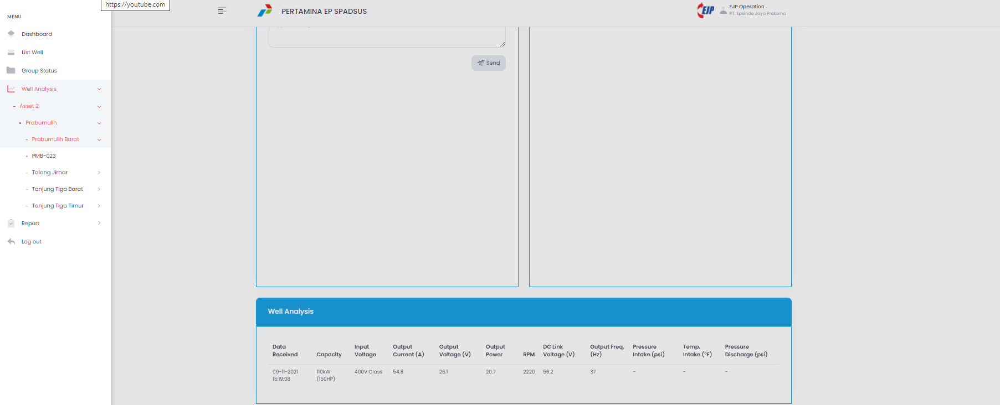 https://youtube.com
MENU
Dashboard
List Well
Group Status
Well Analysis
- Asset 2
• Prabumulih
- Prabumulih Barat
• PMB-023
- Talang Jimar
- Tanjung Tiga Barat
- Tanjung Tiga Timur
Report
Log out
PERTAMINA EP SPADSUS
EJP
EJP Operation
PT. Epsindo Jaya Pratama
Send
Well Analysis
Data Received Capacity Input Voltage Output Current (A) Output Voltage (V) Output Power RPM DC Link Voltage (V) Output Freq. (Hz) Pressure Intake (psi) Temp. Intake (°F) Pressure Discharge (psi)
09-11-2021 15:19:08 110kW (150HP) 400V Class 54.8 26.1 20.7 2220 56.2 37 - - -